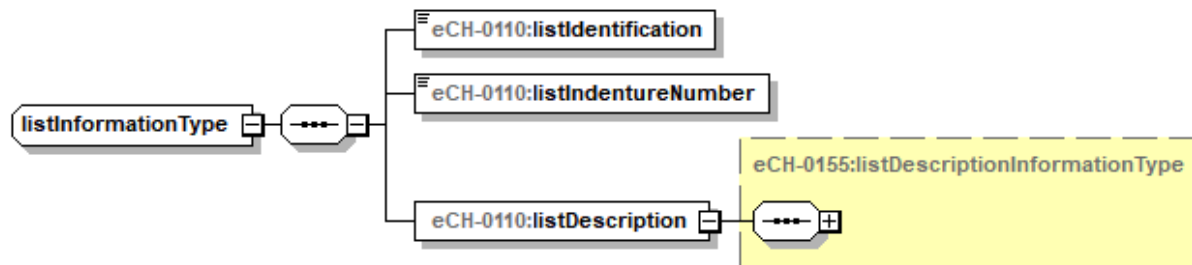 eCH-0110:listIdentification
eCH-0110:listIndentureNumber
listInformationType
eCH-0155:listDescriptionInformationType
eCH-0110:listDescription